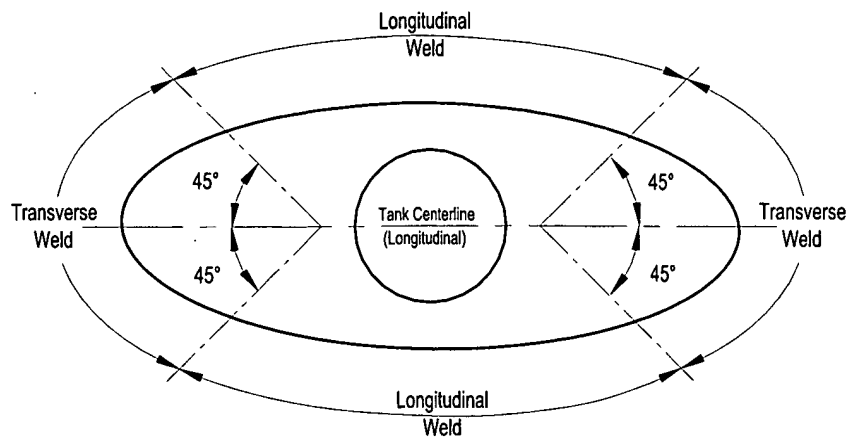 Longitudinal
Weld
45°
45°
Transverse
Weld
Tank Centerline
(Longitudinal)
Transverse
Weld
45°
45°
Longitudinal
Weld